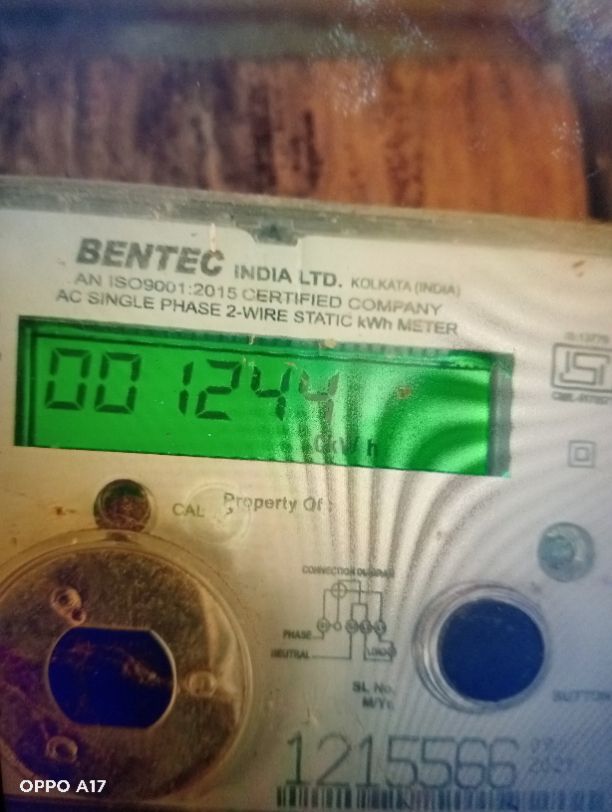 BENTEC INDIA LTD. KOLKATA (INDIA)
AN ISO9001:2015 CERTIFIED COMPANY
AC SINGLE PHASE 2-WIRE STATIC kWh METER
001244
kWh
CAL
Property Of :
CONNECTION DIAGRAM
PHASE
NEUTRAL
LOAD
SL No.
M/Yr.
BUTTON
1215566
OPPO A17